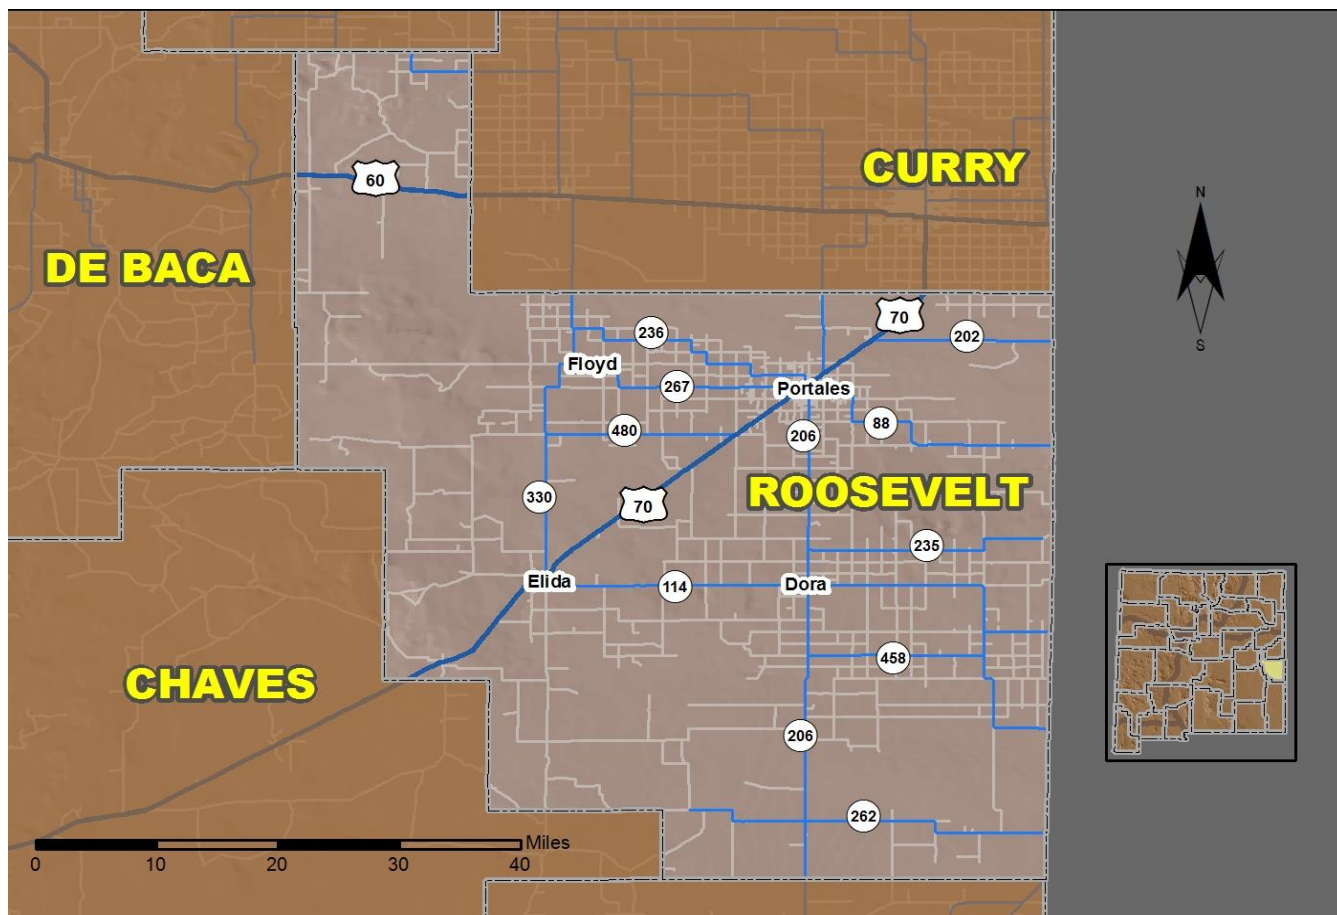 N
S
CURRY
60
DE BACA
70
202
236
Floyd
267
Portales
88
480
206
ROOSEVELT
330
70
235
Elida
114
Dora
458
CHAVES
206
262
Miles
0 10 20 30 40